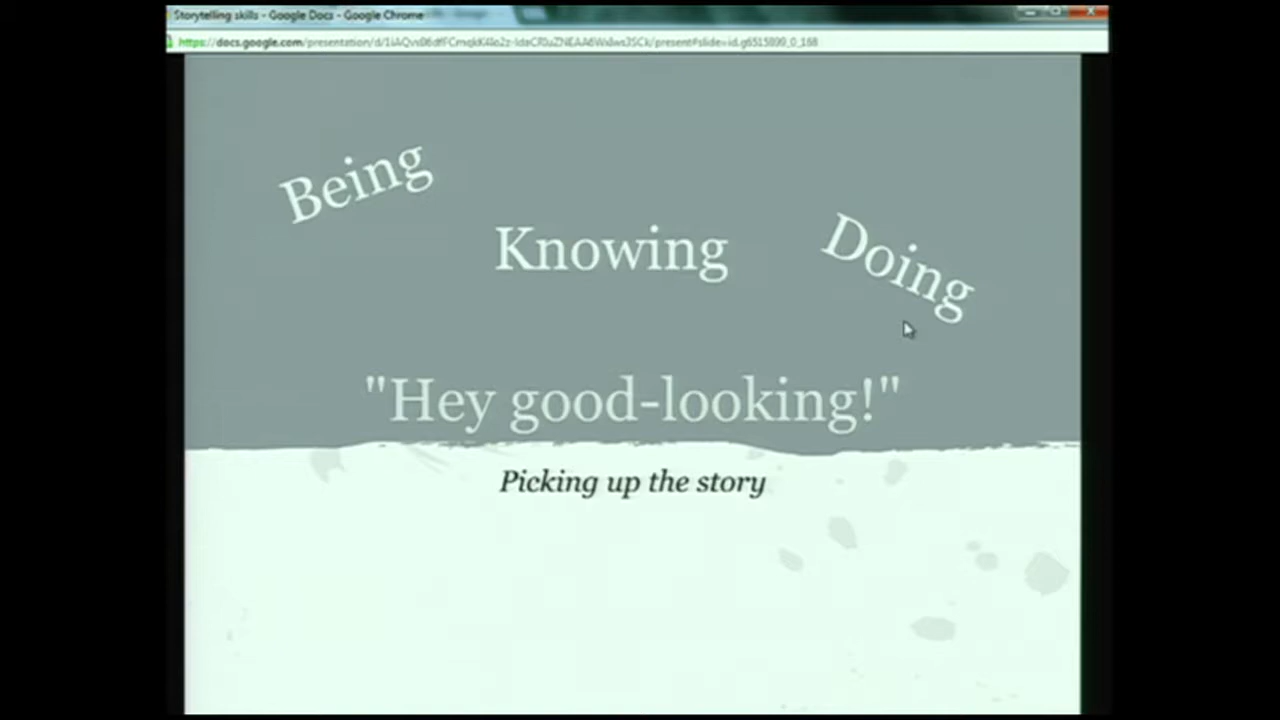 Storytelling skills - Google Docs - Google Chrome
Being
Knowing
Doing
"Hey good-looking!"
Picking up the story